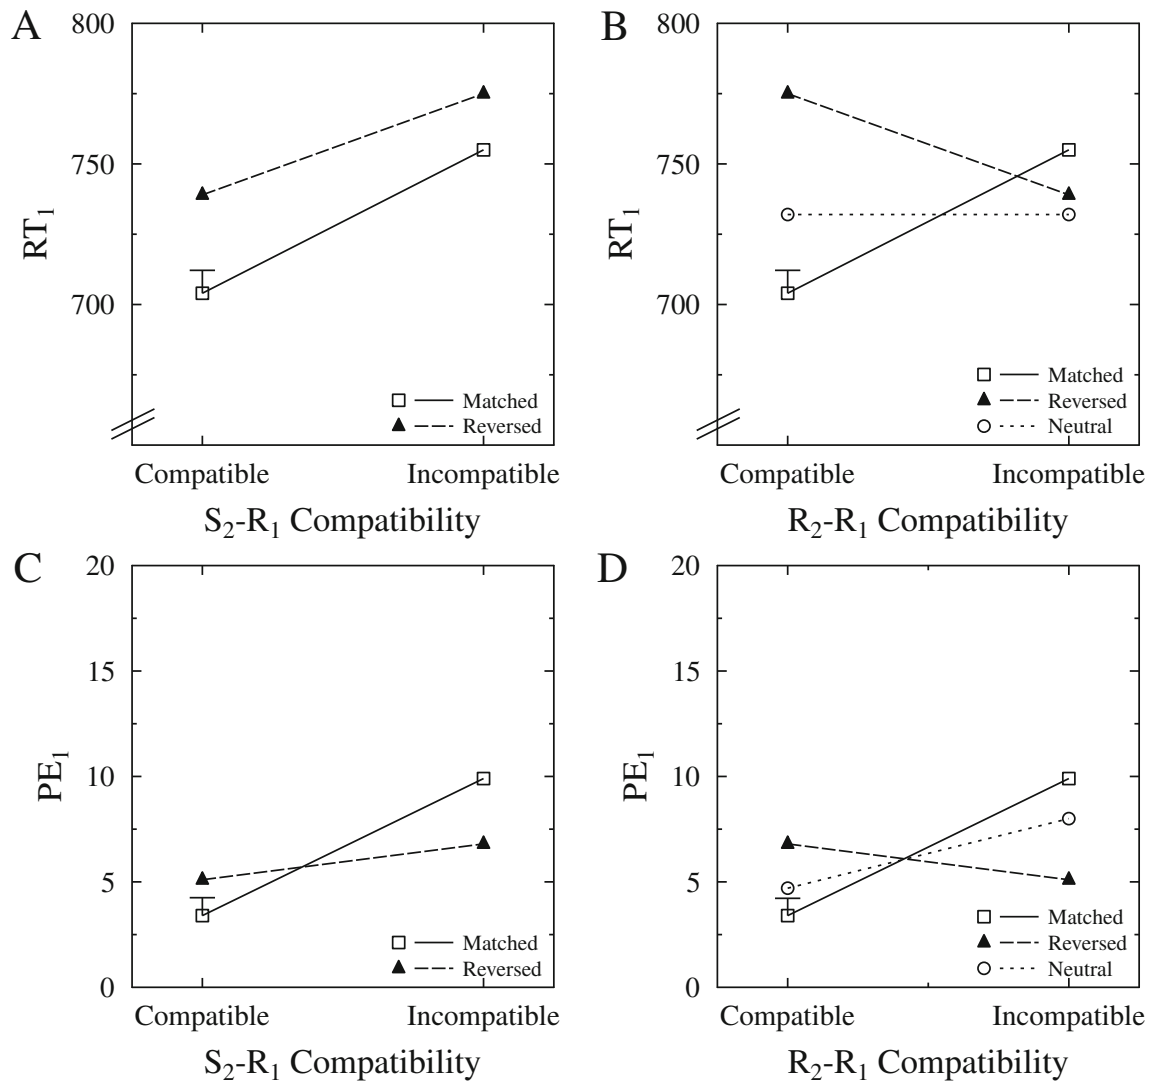 A
800
750
700
RT1
Matched
Reversed
Compatible Incompatible
S2-R1 Compatibility
B
800
750
700
RT1
Matched
Reversed
Neutral
Compatible Incompatible
R2-R1 Compatibility
C
20
15
10
5
0
PE1
Matched
Reversed
Compatible Incompatible
S2-R1 Compatibility
D
20
15
10
5
0
PE1
Matched
Reversed
Neutral
Compatible Incompatible
R2-R1 Compatibility